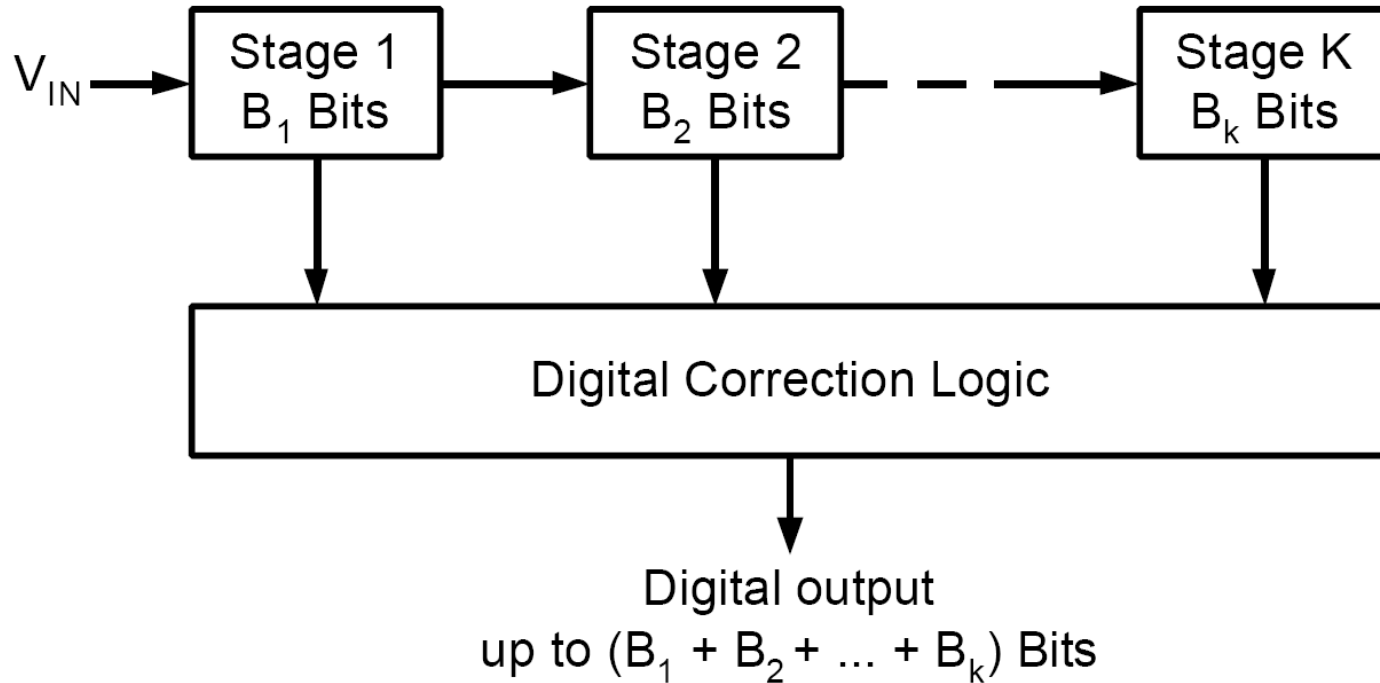 V_IN
Stage 1
B₁ Bits
Stage 2
B₂ Bits
Stage K
Bₖ Bits
Digital Correction Logic
Digital output
up to (B₁ + B₂ + ... + Bₖ) Bits